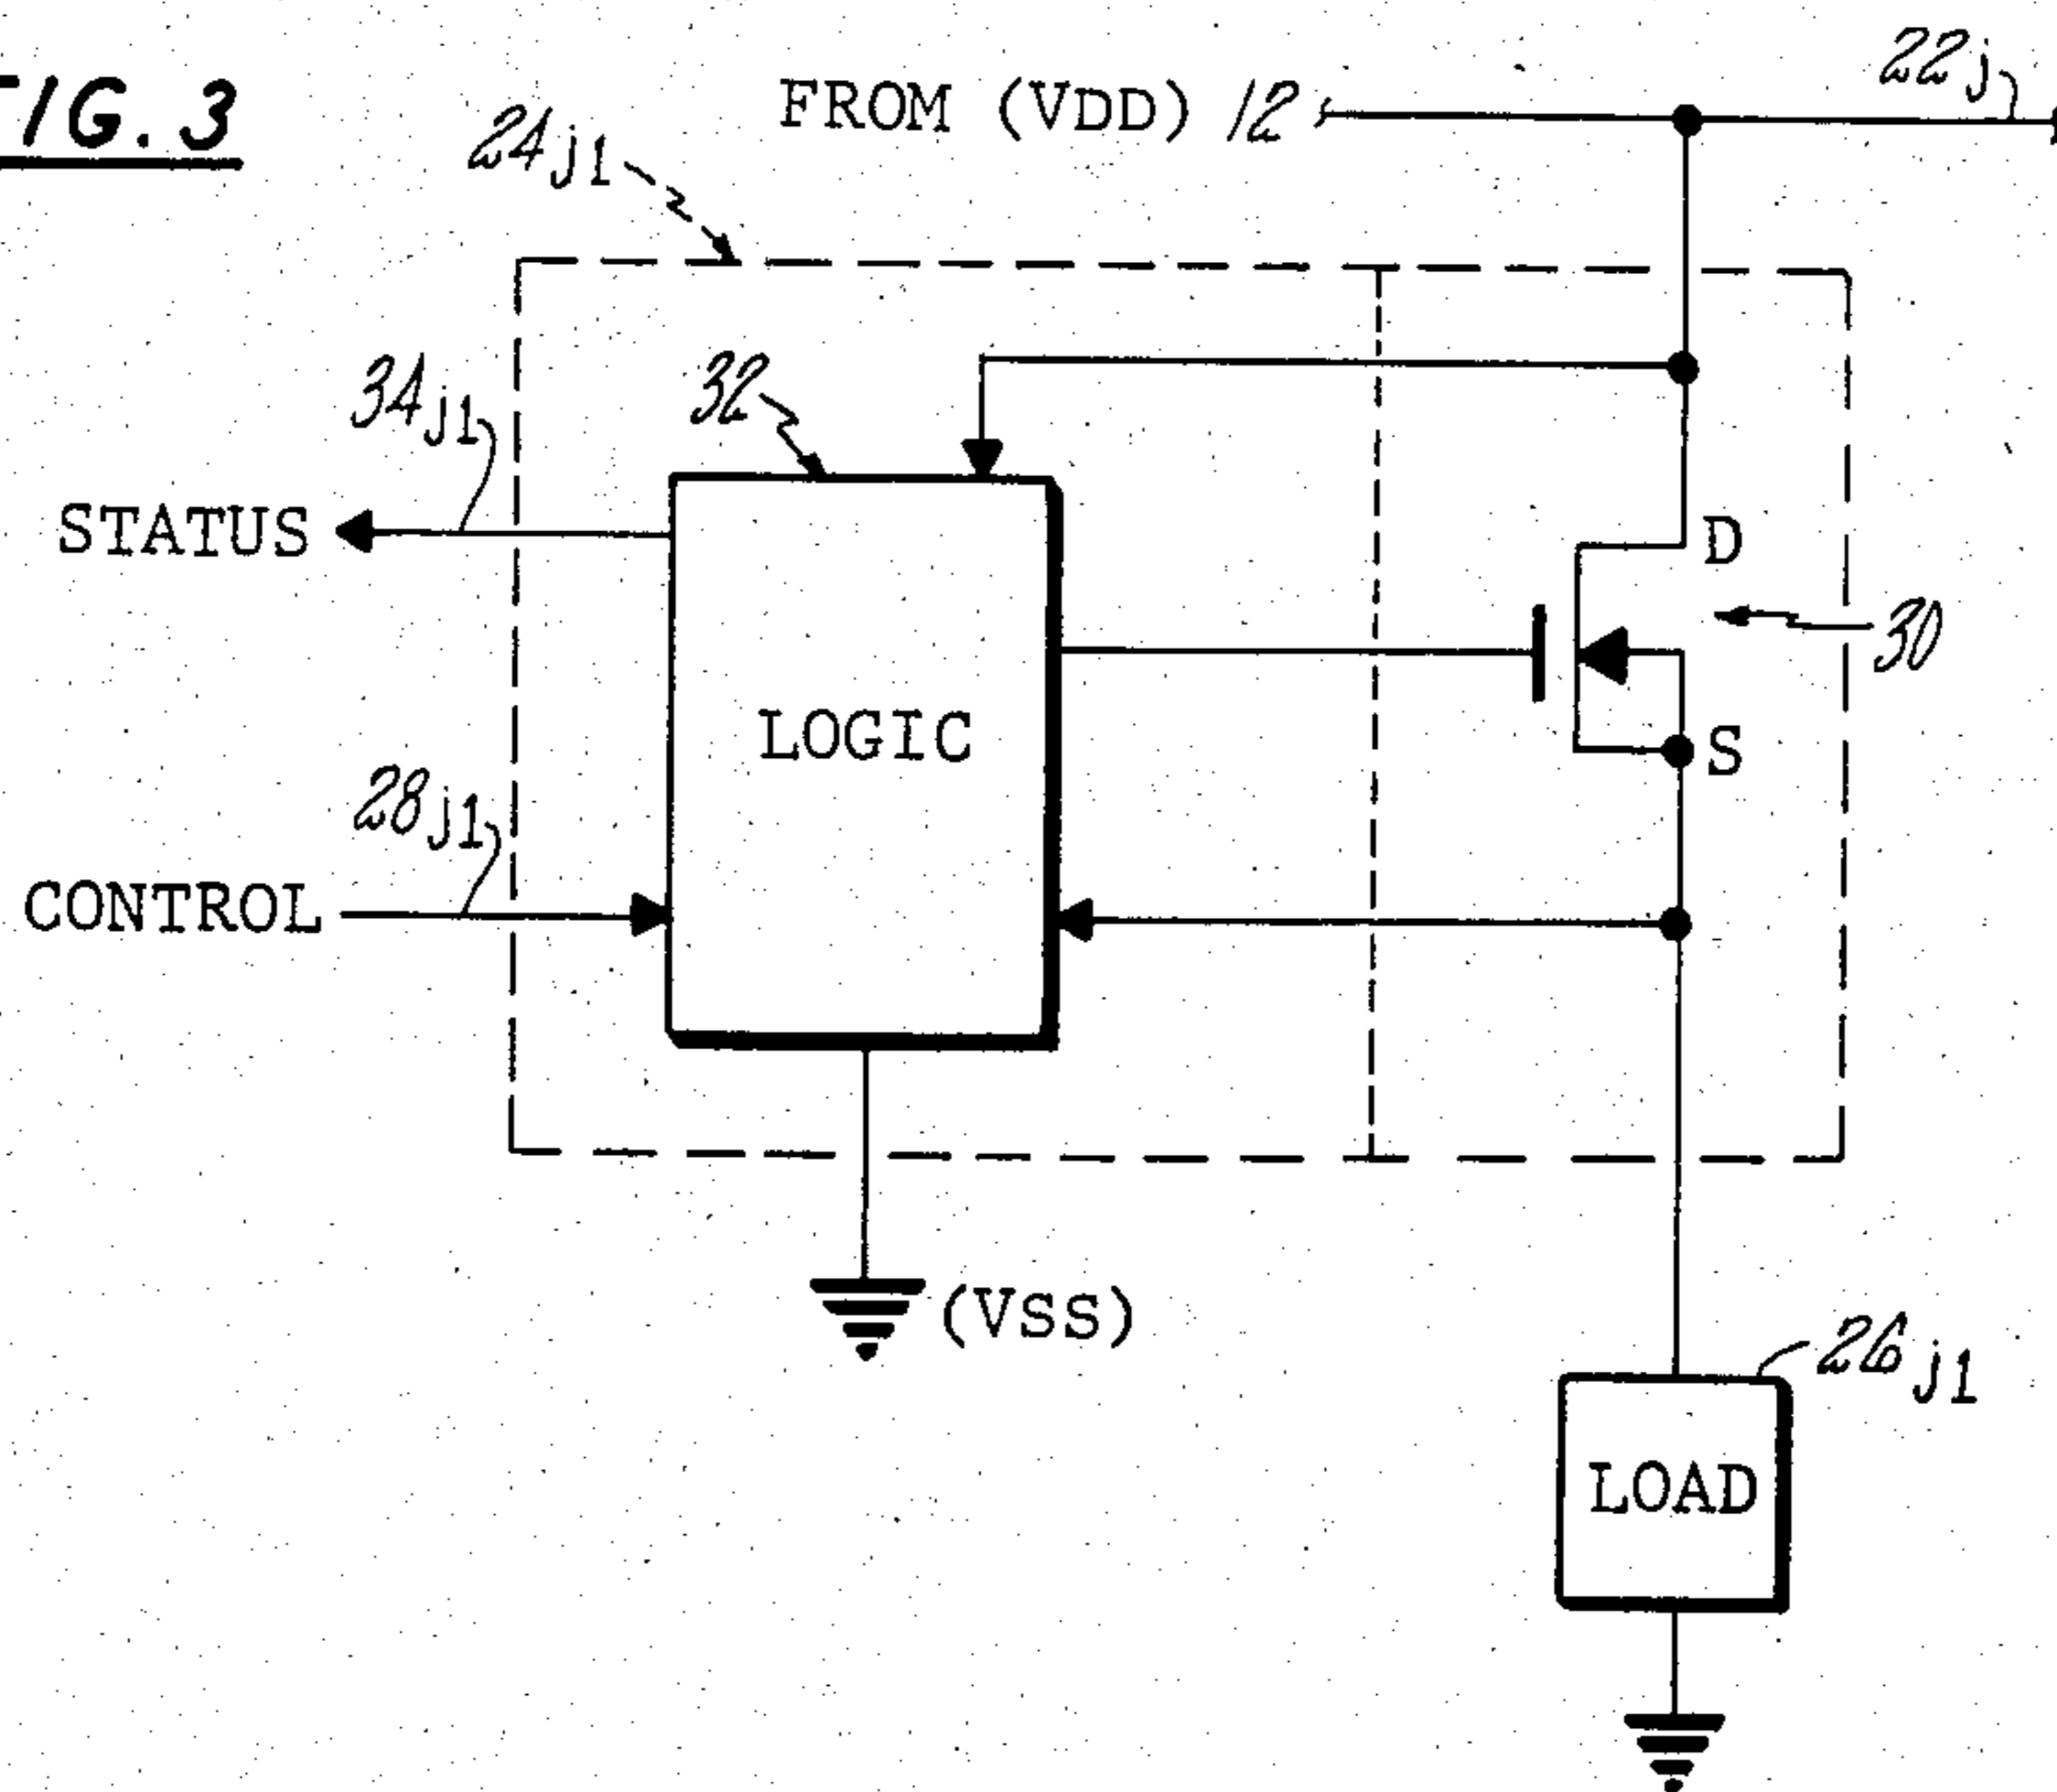 FIG. 3
FROM (VDD) 12
22j
24j1
34j1
32
STATUS
D
30
LOGIC
S
28j1
CONTROL
(VSS)
26j1
LOAD